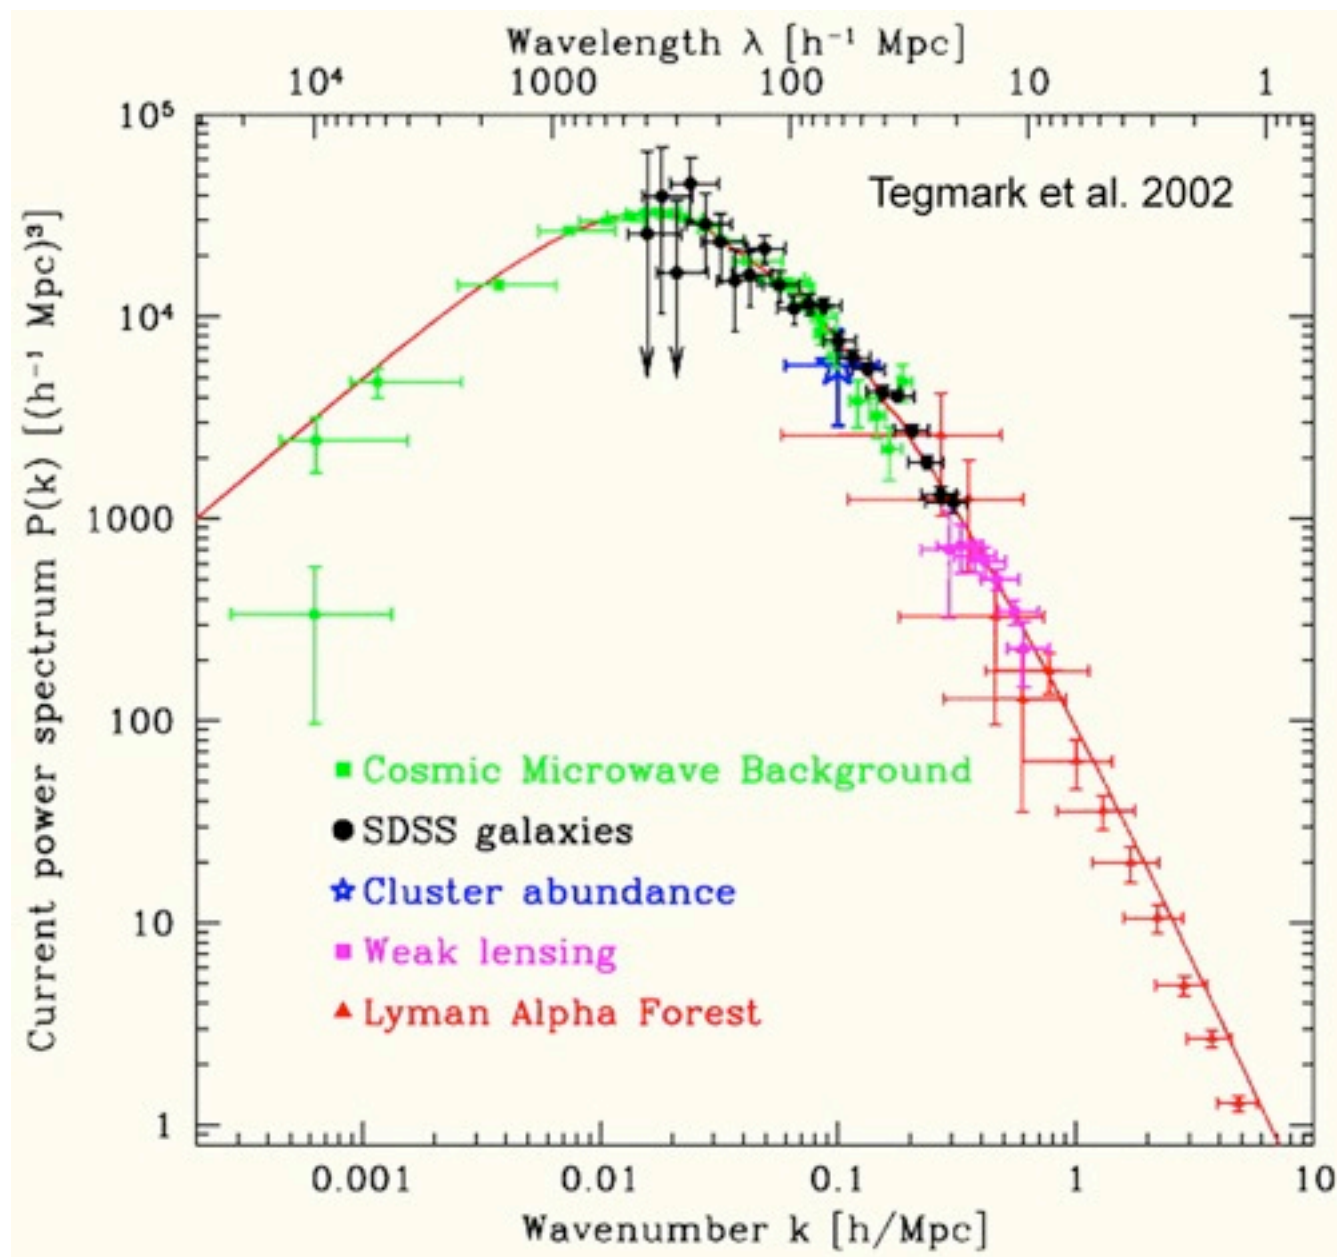 Wavelength λ [h⁻¹ Mpc]
10⁴ 1000 100 10 1
Tegmark et al. 2002
Current power spectrum P(k) [(h⁻¹ Mpc)³]
10⁵
10⁴
1000
100
10
1
Cosmic Microwave Background
SDSS galaxies
Cluster abundance
Weak lensing
Lyman Alpha Forest
0.001 0.01 0.1 1 10
Wavenumber k [h/Mpc]